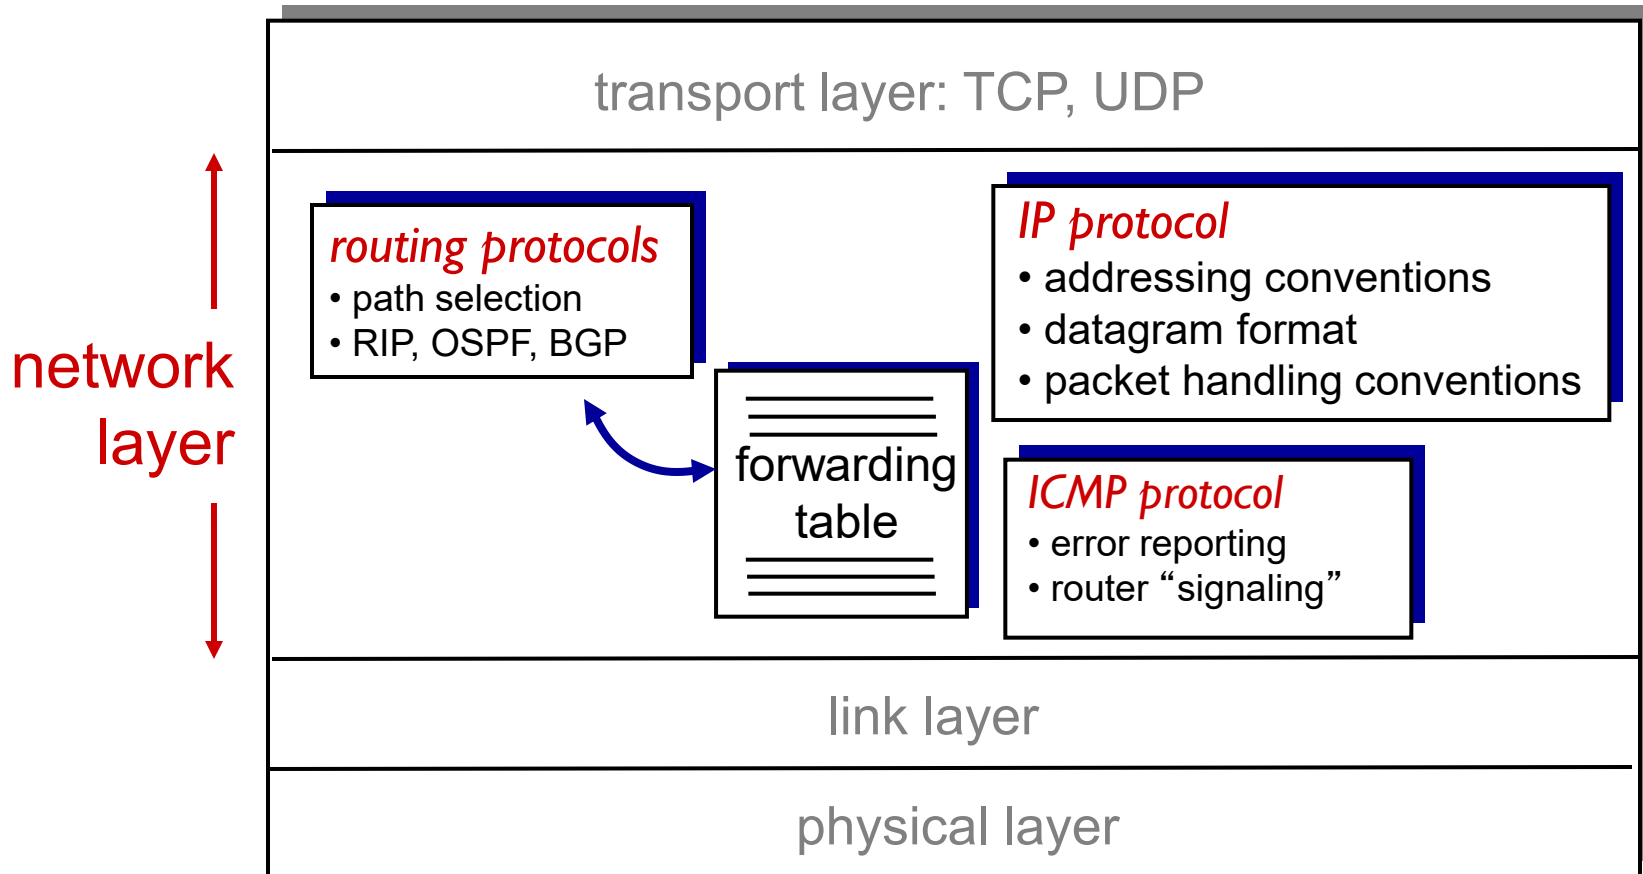 transport layer: TCP, UDP
network
layer
routing protocols
• path selection
• RIP, OSPF, BGP
forwarding
table
IP protocol
• addressing conventions
• datagram format
• packet handling conventions
ICMP protocol
• error reporting
• router “signaling”
link layer
physical layer